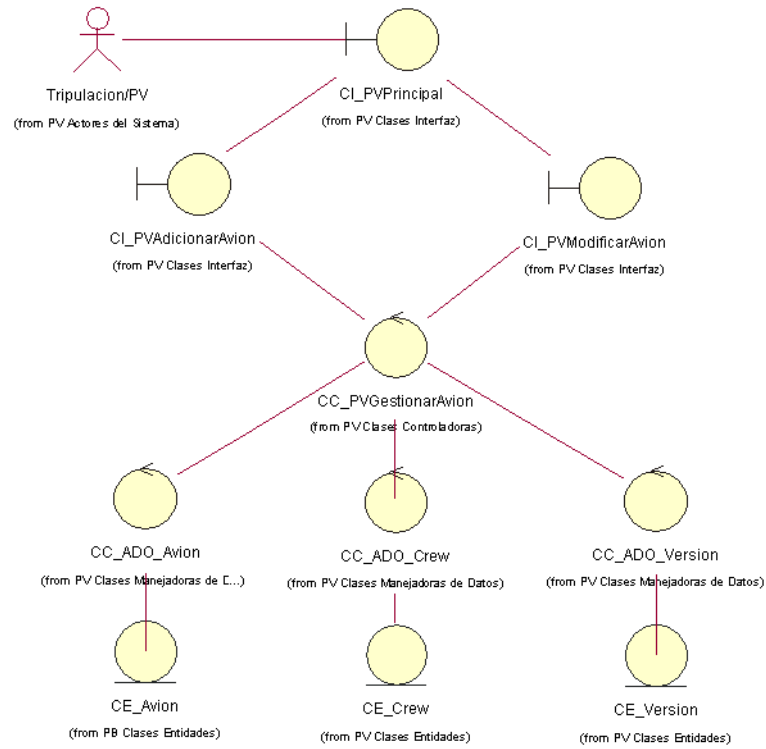 Tripulacion/PV
(from PV Actores del Sistema)
CI_PVPrincipal
(from PV Clases Interfaz)
CI_PVAdicionarAvion
(from PV Clases Interfaz)
CI_PVModificarAvion
(from PV Clases Interfaz)
CC_PVGestionarAvion
(from PV Clases Controladoras)
CC_ADO_Avion
(from PV Clases Manejadoras de D...)
CC_ADO_Crew
(from PV Clases Manejadoras de Datos)
CC_ADO_Version
(from PV Clases Manejadoras de Datos)
CE_Avion
(from PB Clases Entidades)
CE_Crew
(from PV Clases Entidades)
CE_Version
(from PV Clases Entidades)